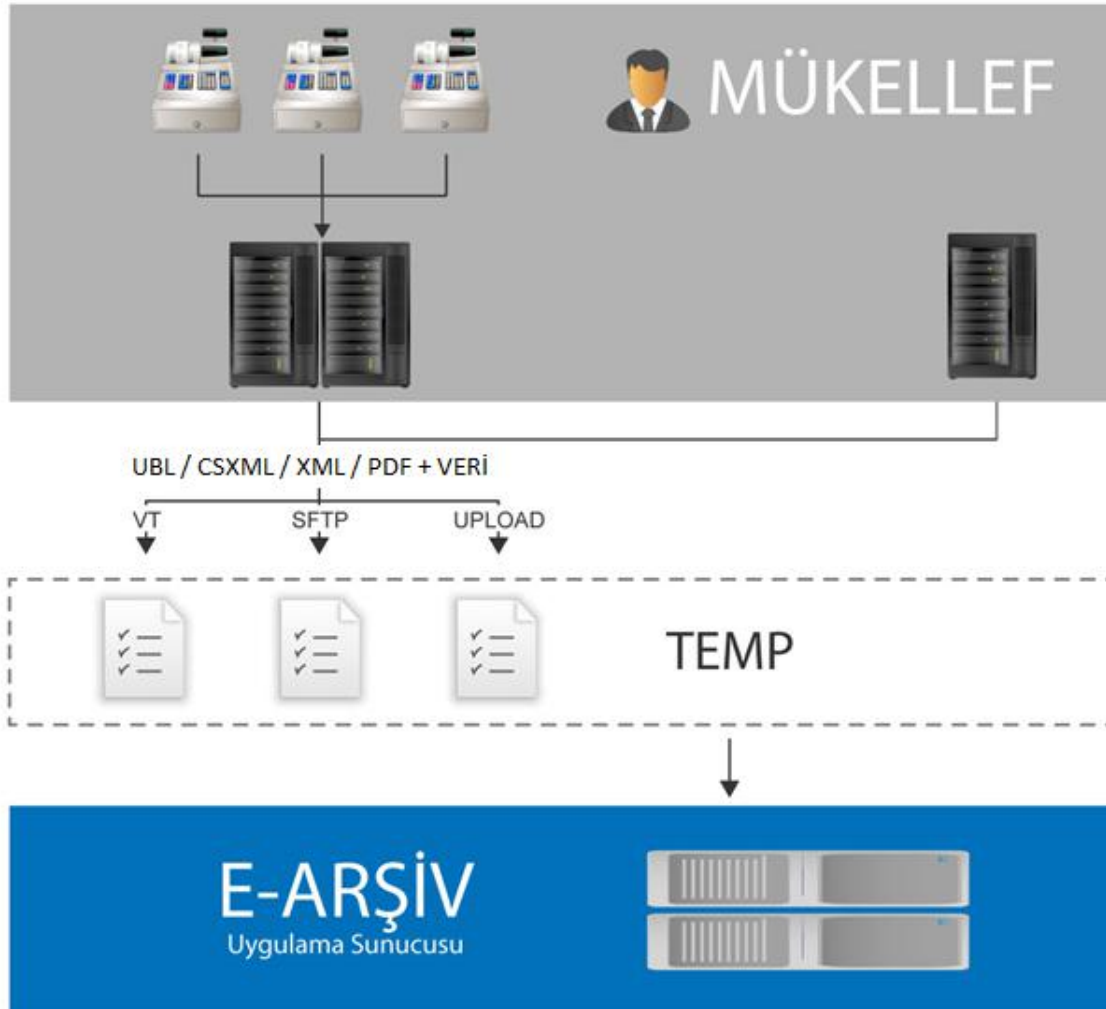 MÜKELLEF
UBL / CSXML / XML / PDF + VERİ
VT
SFTP
UPLOAD
TEMP
E-ARŞİV
Uygulama Sunucusu